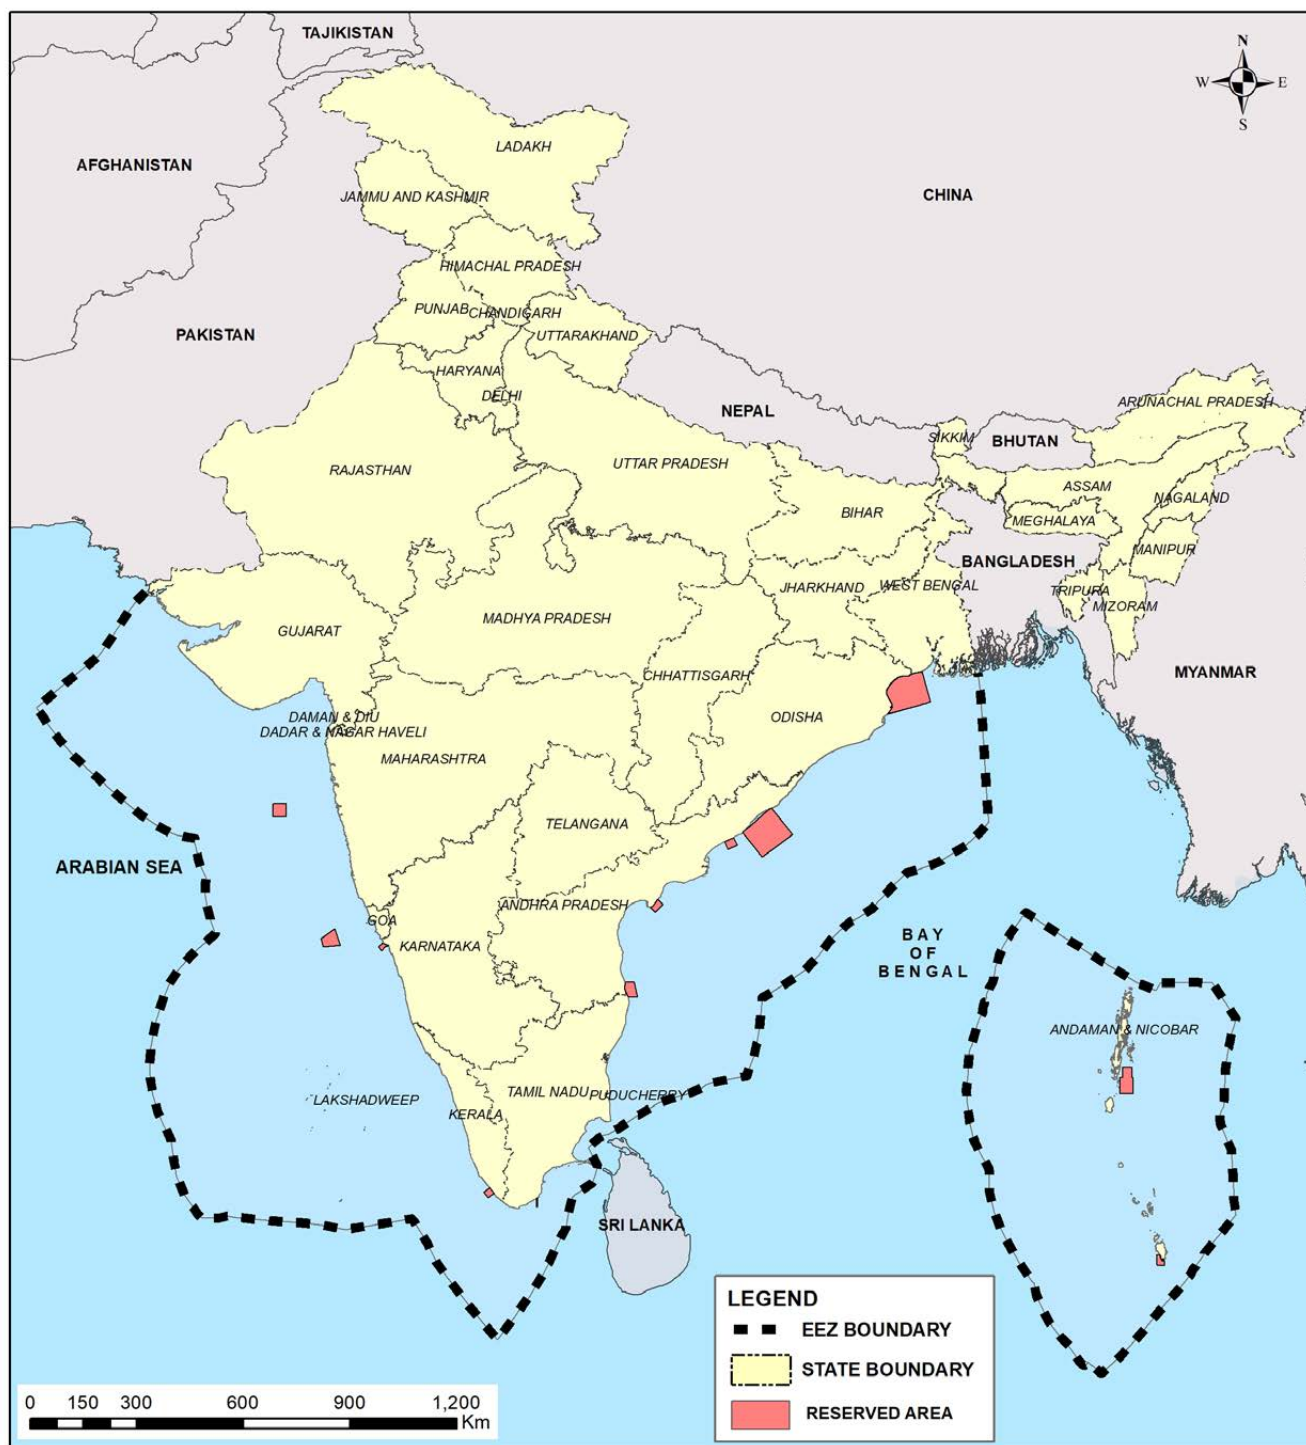 TAJIKISTAN
N
W E
S
LADAKH
AFGHANISTAN
JAMMU AND KASHMIR
CHINA
HIMACHAL PRADESH
PUNJAB
CHANDIGARH
PAKISTAN
UTTARAKHAND
HARYANA
DELHI
NEPAL
ARUNACHAL PRADESH
SIKKIM
BHUTAN
RAJASTHAN
UTTAR PRADESH
ASSAM
NAGALAND
BIHAR
MEGHALAYA
MANIPUR
BANGLADESH
JHARKHAND
WEST BENGAL
TRIPURA
MIZORAM
GUJARAT
MADHYA PRADESH
CHHATTISGARH
MYANMAR
DAMAN & DIU
DADAR & NAGAR HAVELI
ODISHA
MAHARASHTRA
TELANGANA
ARABIAN SEA
ANDHRA PRADESH
GOA
KARNATAKA
BAY
OF
BENGAL
ANDAMAN & NICOBAR
LAKSHADWEEP
TAMIL NADU
PUDUCHERRY
KERALA
SRI LANKA
LEGEND
EEZ BOUNDARY
STATE BOUNDARY
RESERVED AREA
0 150 300 600 900 1,200
Km